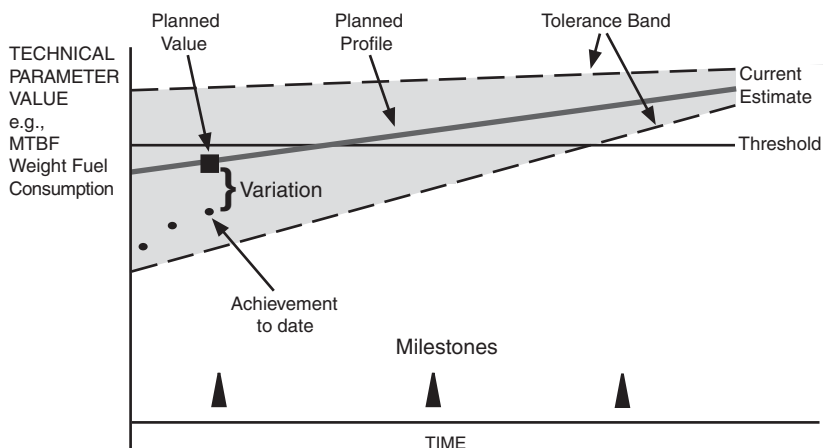 Planned
Value
Planned
Profile
Tolerance Band
TECHNICAL
PARAMETER
VALUE
e.g.,
MTBF
Weight Fuel
Consumption
Current
Estimate
Threshold
Variation
Achievement
to date
Milestones
TIME